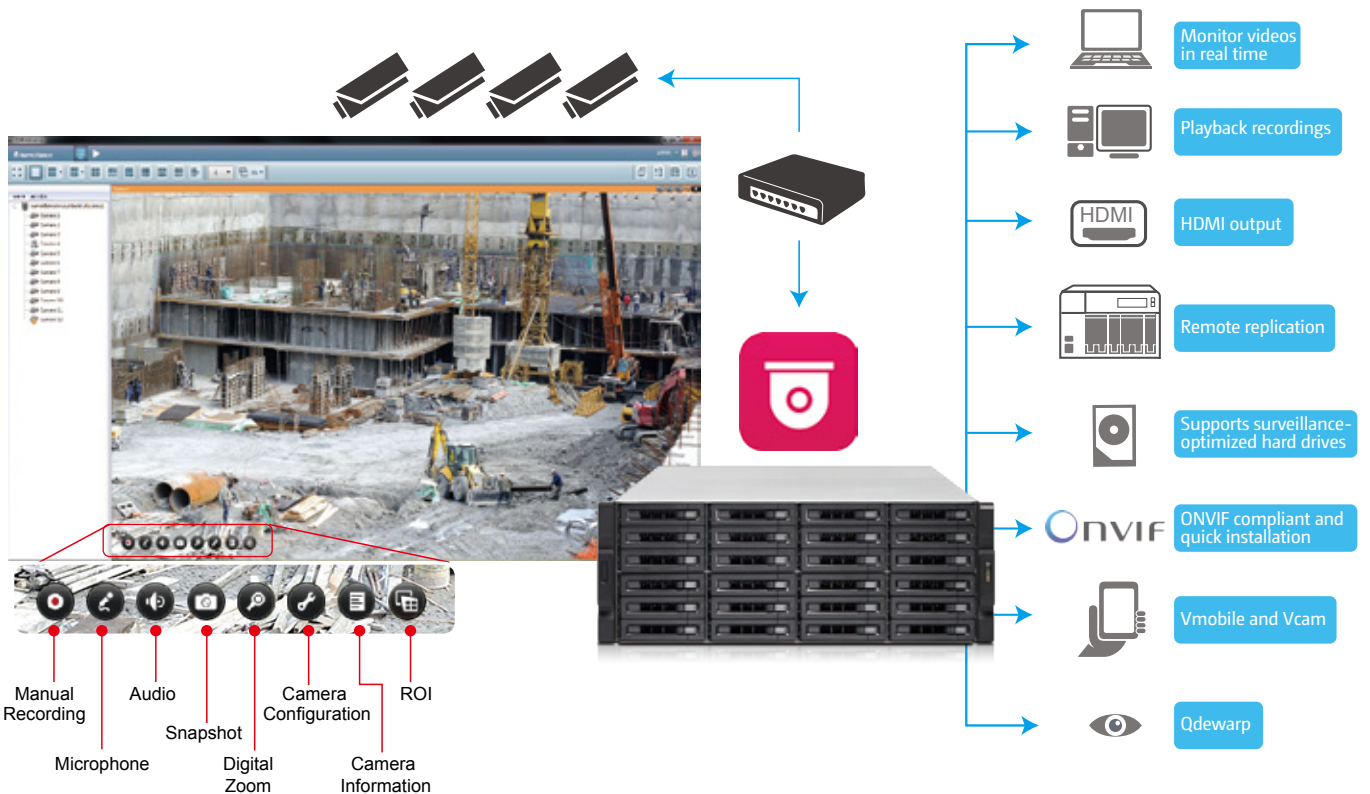 Monitor videos
in real time
Playback recordings
HDMI
HDMI output
Remote replication
Supports surveillance-
optimized hard drives
ONVIF
ONVIF compliant and
quick installation
Vmobile and Vcam
Qdewarp
Manual
Recording
Microphone
Audio
Snapshot
Digital
Zoom
Camera
Configuration
Camera
Information
ROI